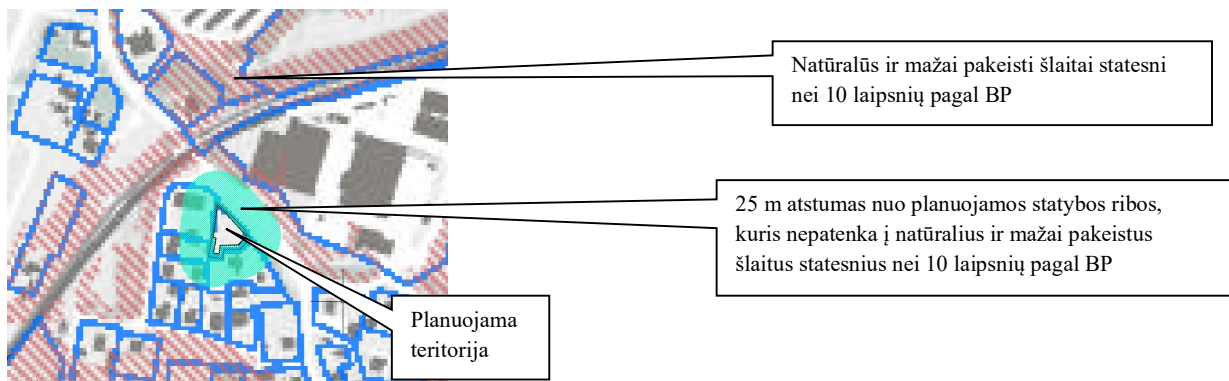 Natūralūs ir mažai pakeisti šlaitai statesni
nei 10 laipsnių pagal BP
25 m atstumas nuo planuojamos statybos ribos,
kuris nepatenka į natūralius ir mažai pakeistus
šlaitus statesnius nei 10 laipsnių pagal BP
Planuojama
teritorija